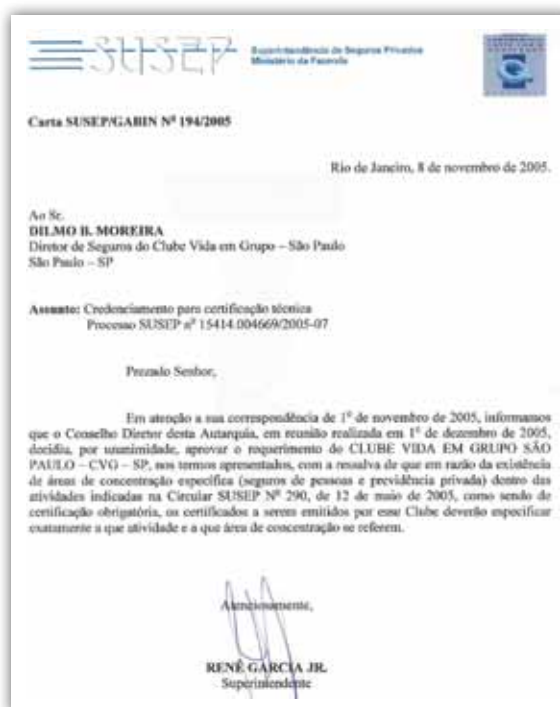 SUSEP
Superintendência de Seguros Privados
Ministério da Fazenda
Carta SUSEP/GABIN Nº 194/2005
Rio de Janeiro, 8 de novembro de 2005.
Ao Sr.
DILMO B. MOREIRA
Diretor de Seguros do Clube Vida em Grupo – São Paulo
São Paulo – SP
Assunto: Credenciamento para certificação técnica
Processo SUSEP nº 15414.004669/2005-07
Prezado Senhor,
Em atenção a sua correspondência de 1º de novembro de 2005, informamos
que o Conselho Diretor desta Autarquia, em reunião realizada em 1º de dezembro de 2005,
decidiu, por unanimidade, aprovar o requerimento do CLUBE VIDA EM GRUPO SÃO
PAULO – CVG – SP, nos termos apresentados, com a ressalva de que em razão da existência
de áreas de concentração específica (seguros de pessoas e previdência privada) dentro das
atividades indicadas na Circular SUSEP Nº 290, de 12 de maio de 2005, como sendo de
certificação obrigatória, os certificados a serem emitidos por esse Clube deverão especificar
exatamente a que atividade e a que área de concentração se referem.
Atenciosamente,
RENÊ GARCIA JR.
Superintendente